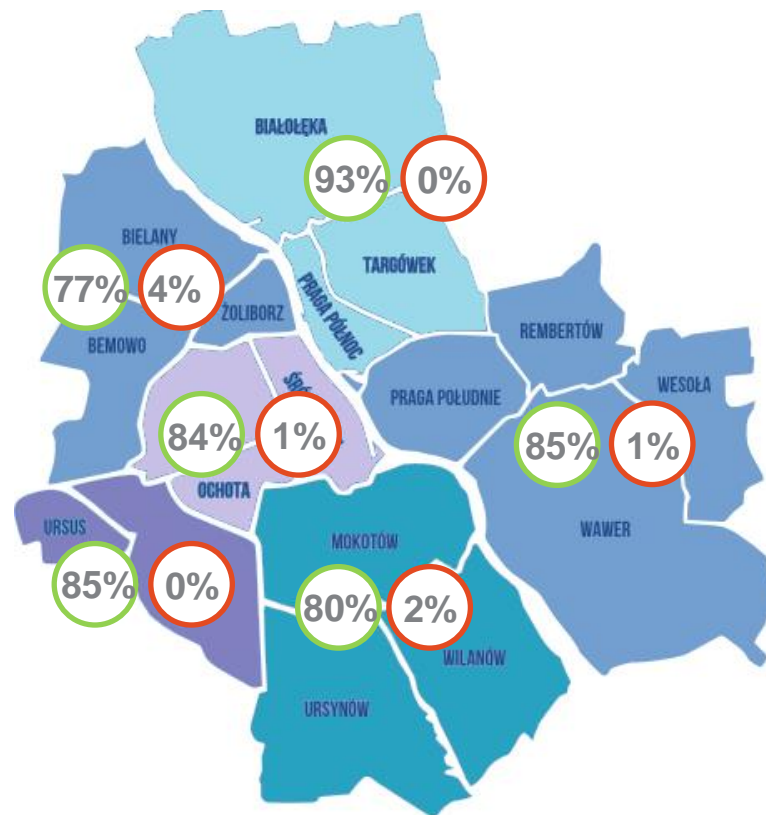 BIAŁOŁĘKA
93% 0%
BIELANY
TARGÓWEK
77% 4%
PRAGA PÓŁNOC
ŻOLIBORZ
REMBERTÓW
BEMOWO
WESOŁA
PRAGA POŁUDNIE
84% 1%
85% 1%
OCHOTA
URSUS
WAWER
MOKOTÓW
85% 0%
80% 2%
WILANÓW
URSYNÓW